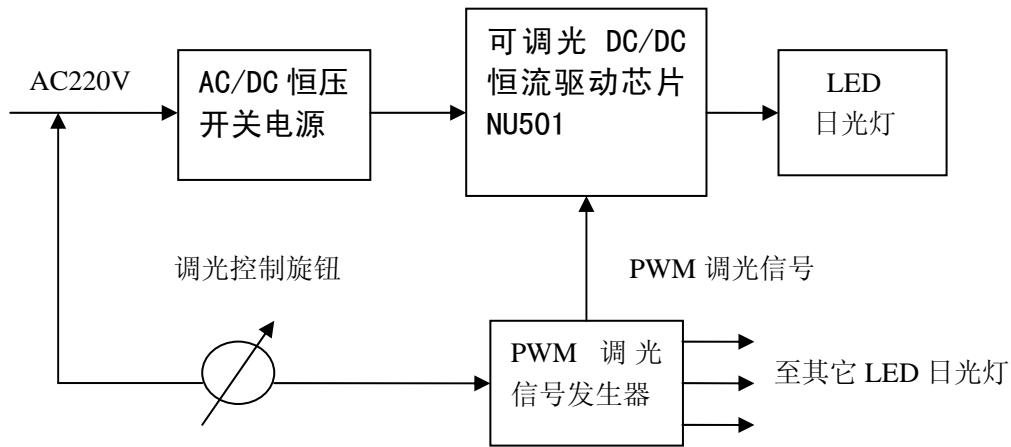 AC220V
AC/DC 恒压
开关电源
可调光 DC/DC
恒流驱动芯片
NU501
LED
日光灯
调光控制旋钮
PWM 调光信号
PWM 调光
信号发生器
至其它 LED 日光灯